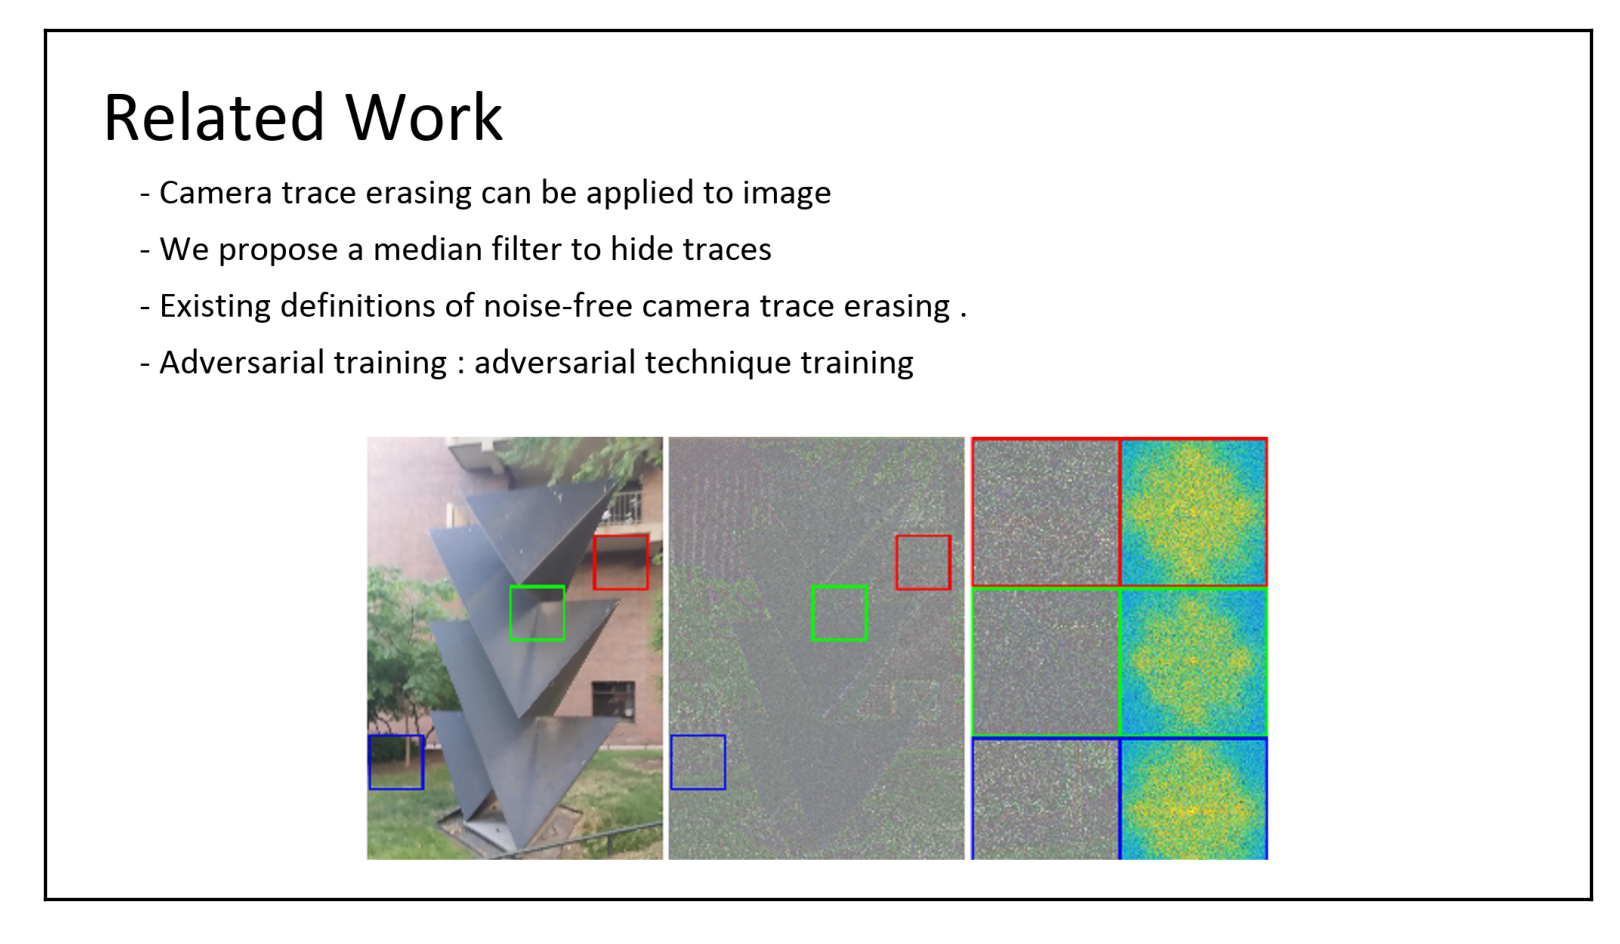 Related Work
- Camera trace erasing can be applied to image
- We propose a median filter to hide traces
- Existing definitions of noise-free camera trace erasing .
- Adversarial training : adversarial technique training